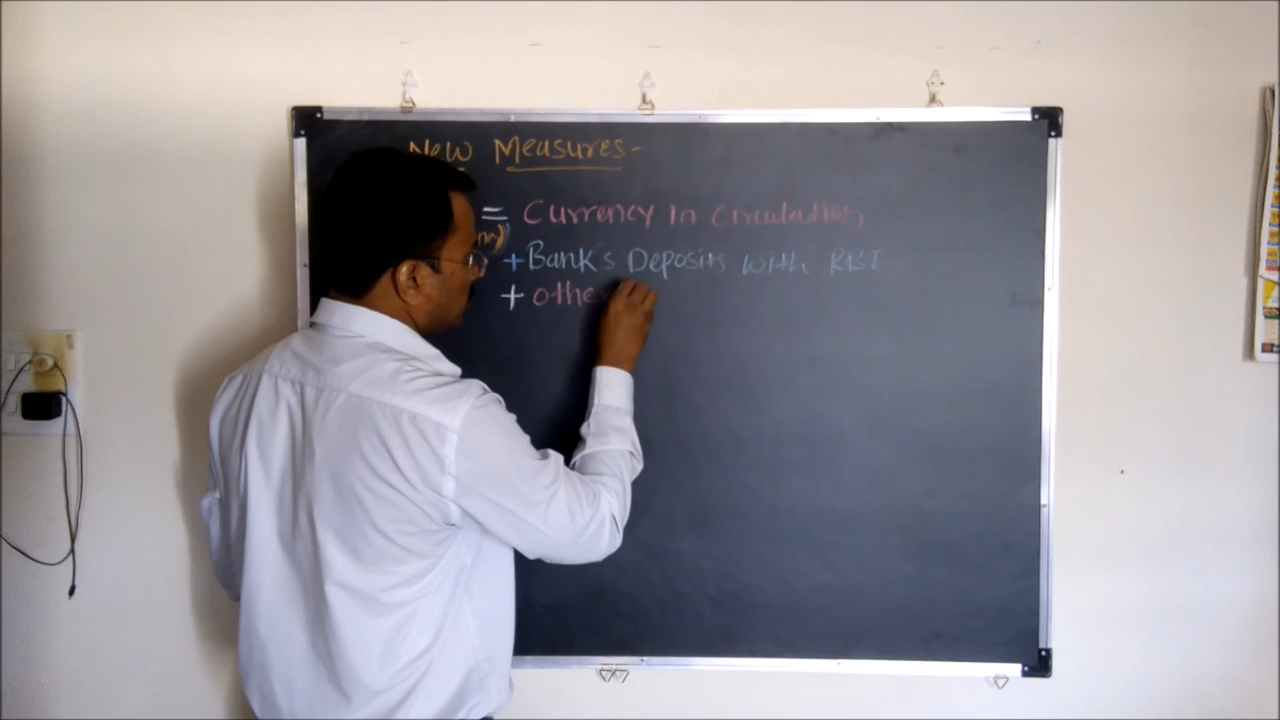 New Measures-
= Currency in Circulation
+Bank's Deposits with RBI
+ othe